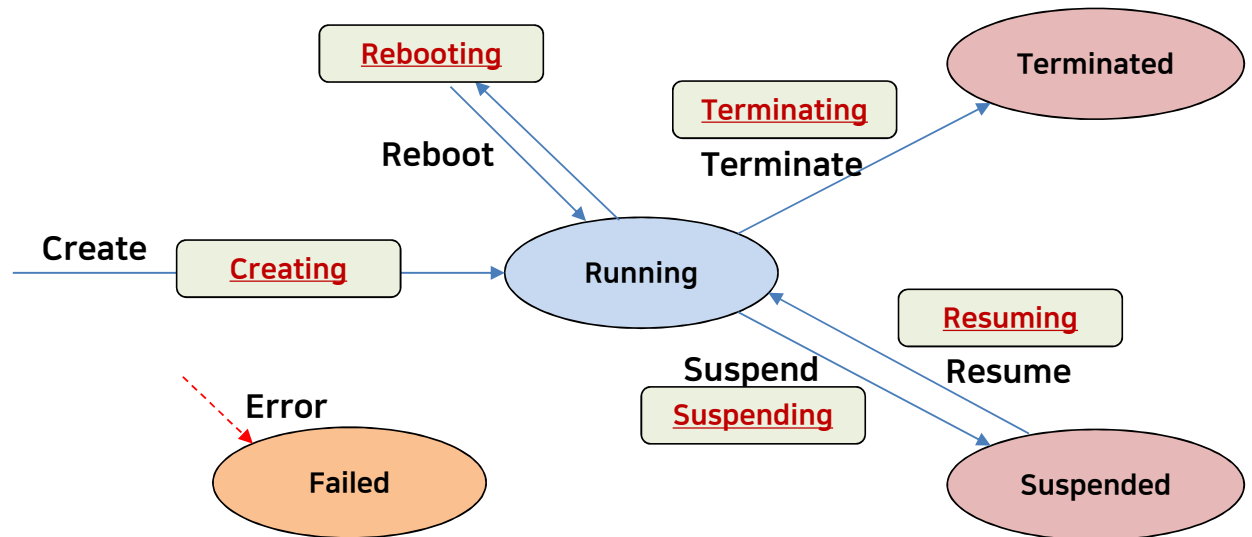 Rebooting
Terminated
Terminating
Reboot
Terminate
Create
Creating
Running
Resuming
Suspend
Resume
Error
Suspending
Failed
Suspended